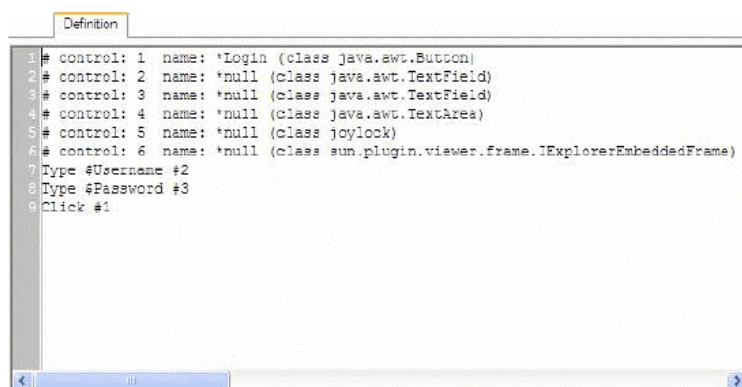 Definition
1 # control: 1 name: *Login (class java.awt.Button)
2 # control: 2 name: *null (class java.awt.TextField)
3 # control: 3 name: *null (class java.awt.TextField)
4 # control: 4 name: *null (class java.awt.TextArea)
5 # control: 5 name: *null (class joylock)
6 # control: 6 name: *null (class sun.plugin.viewer.frame.IExplorerEmbeddedFrame)
7 Type $Username #2
8 Type $Password #3
9 Click #1